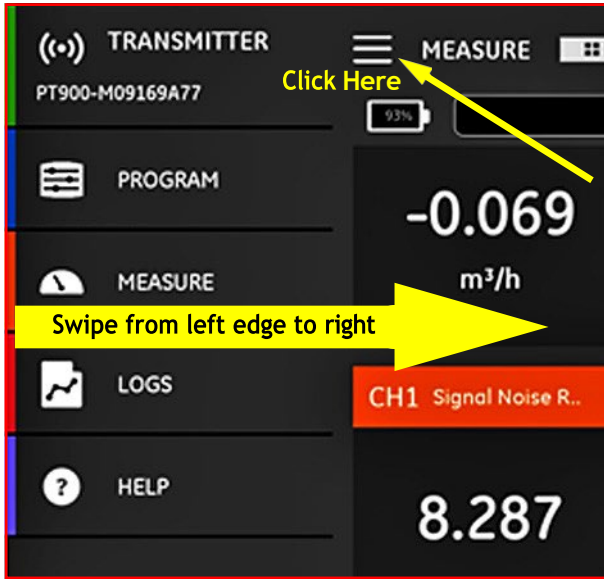 TRANSMITTER
PT900-M09169A77
PROGRAM
MEASURE
LOGS
? HELP
MEASURE
Click Here
93%
-0.069
m³/h
Swipe from left edge to right
CH1 Signal Noise R..
8.287